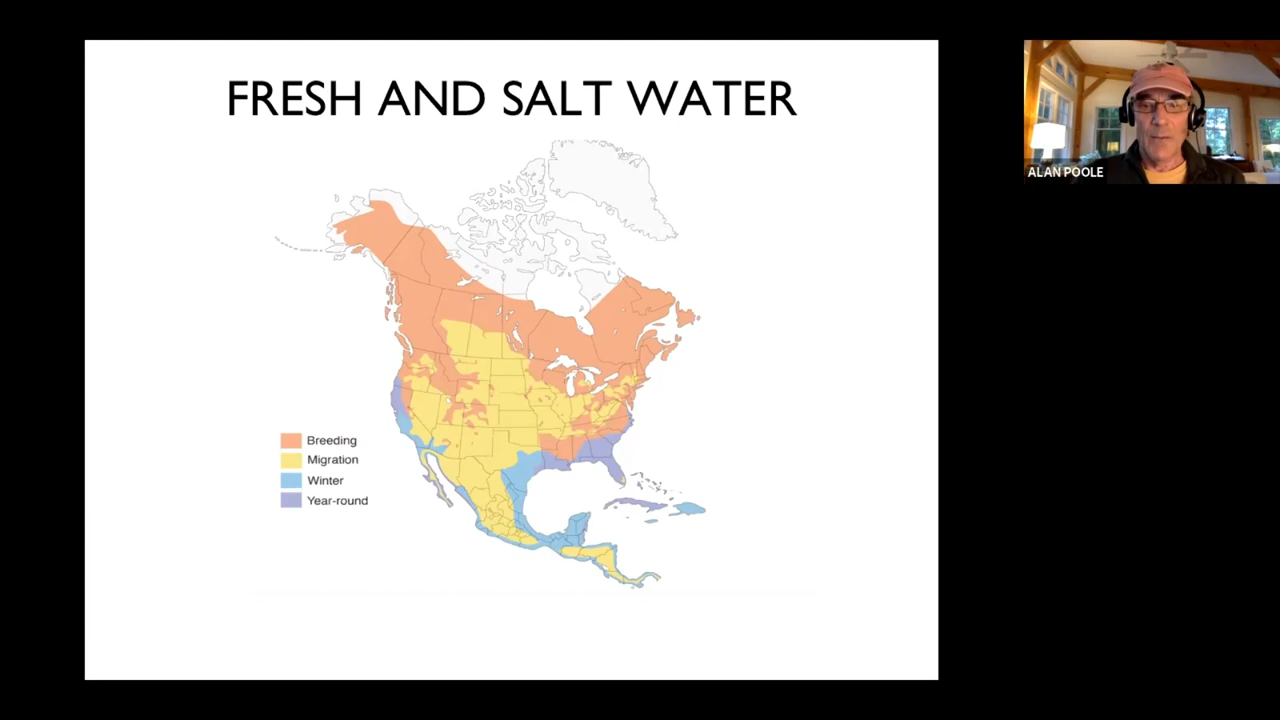 FRESH AND SALT WATER
ALAN POOLE
Breeding
Migration
Winter
Year-round